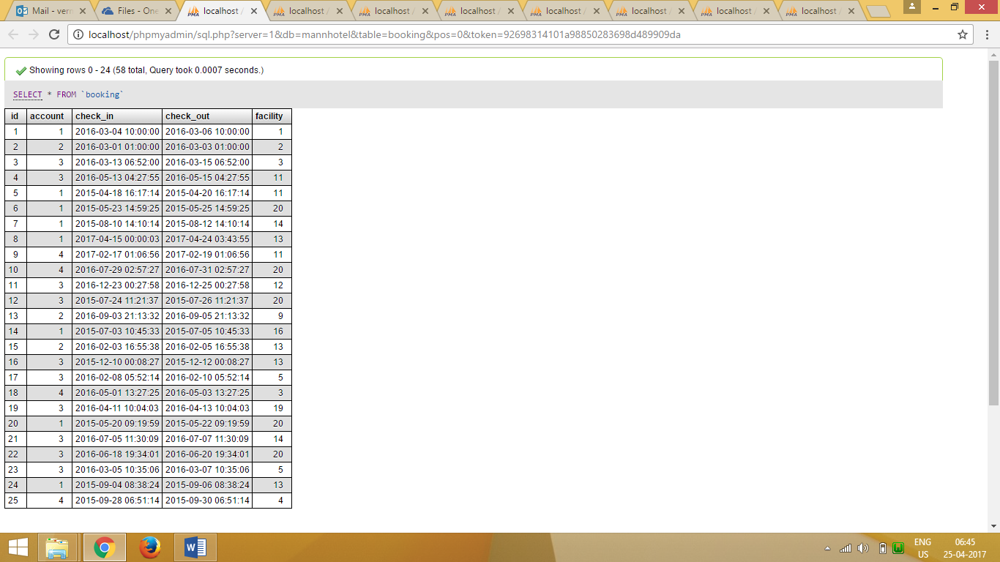 Mail - verr
Files - One
localhost /
localhost /
localhost /
localhost /
localhost /
localhost /
localhost /
localhost /
localhost/phpmyadmin/sql.php?server=1&db=mannhotel&table=booking&pos=0&token=92698314101a98850283698d489909da
Showing rows 0 - 24 (58 total, Query took 0.0007 seconds.)
SELECT * FROM `booking`
id account check_in check_out facility
1 1 2016-03-04 10:00:00 2016-03-06 10:00:00 1
2 2 2016-03-01 01:00:00 2016-03-03 01:00:00 2
3 3 2016-03-13 06:52:00 2016-03-15 06:52:00 3
4 3 2016-05-13 04:27:55 2016-05-15 04:27:55 11
5 1 2015-04-18 16:17:14 2015-04-20 16:17:14 11
6 1 2015-05-23 14:59:25 2015-05-25 14:59:25 20
7 1 2015-08-10 14:10:14 2015-08-12 14:10:14 14
8 1 2017-04-15 00:00:03 2017-04-24 03:43:55 13
9 4 2017-02-17 01:06:56 2017-02-19 01:06:56 11
10 4 2016-07-29 02:57:27 2016-07-31 02:57:27 20
11 3 2016-12-23 00:27:58 2016-12-25 00:27:58 12
12 3 2015-07-24 11:21:37 2015-07-26 11:21:37 20
13 2 2016-09-03 21:13:32 2016-09-05 21:13:32 9
14 1 2015-07-03 10:45:33 2015-07-05 10:45:33 16
15 2 2016-02-03 16:55:38 2016-02-05 16:55:38 13
16 3 2015-12-10 00:08:27 2015-12-12 00:08:27 13
17 3 2016-02-08 05:52:14 2016-02-10 05:52:14 5
18 4 2016-05-01 13:27:25 2016-05-03 13:27:25 3
19 3 2016-04-11 10:04:03 2016-04-13 10:04:03 19
20 1 2015-05-20 09:19:59 2015-05-22 09:19:59 20
21 3 2016-07-05 11:30:09 2016-07-07 11:30:09 14
22 3 2016-06-18 19:34:01 2016-06-20 19:34:01 20
23 3 2016-03-05 10:35:06 2016-03-07 10:35:06 5
24 1 2015-09-04 08:38:24 2015-09-06 08:38:24 13
25 4 2015-09-28 06:51:14 2015-09-30 06:51:14 4
ENG 06:45
US 25-04-2017